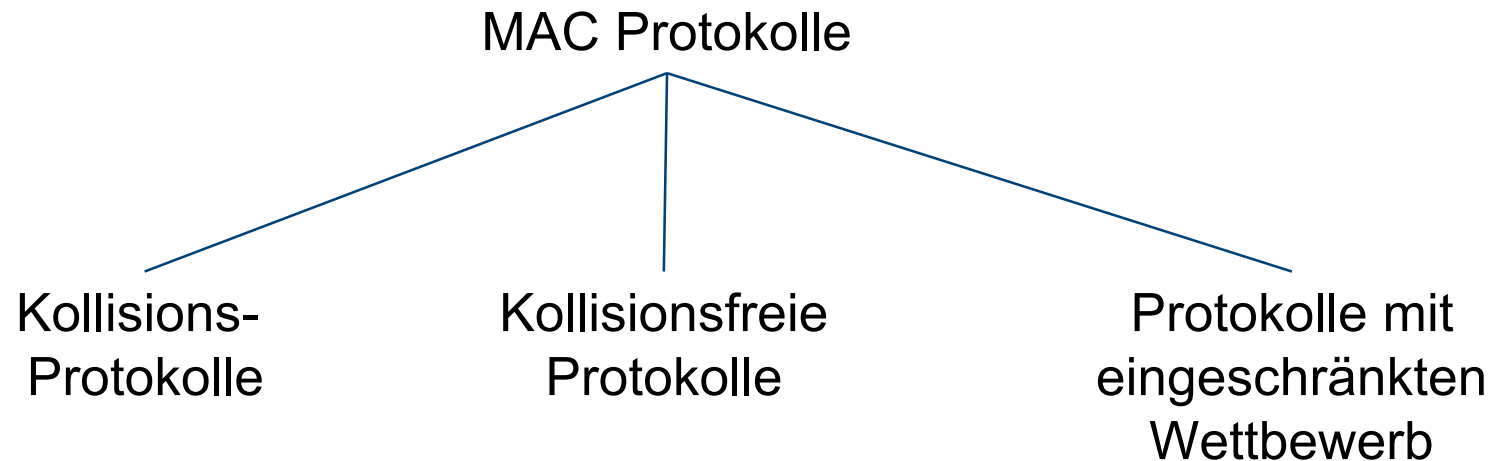 MAC Protokolle
Kollisions-
Protokolle
Kollisionsfreie
Protokolle
Protokolle mit
eingeschränkten
Wettbewerb